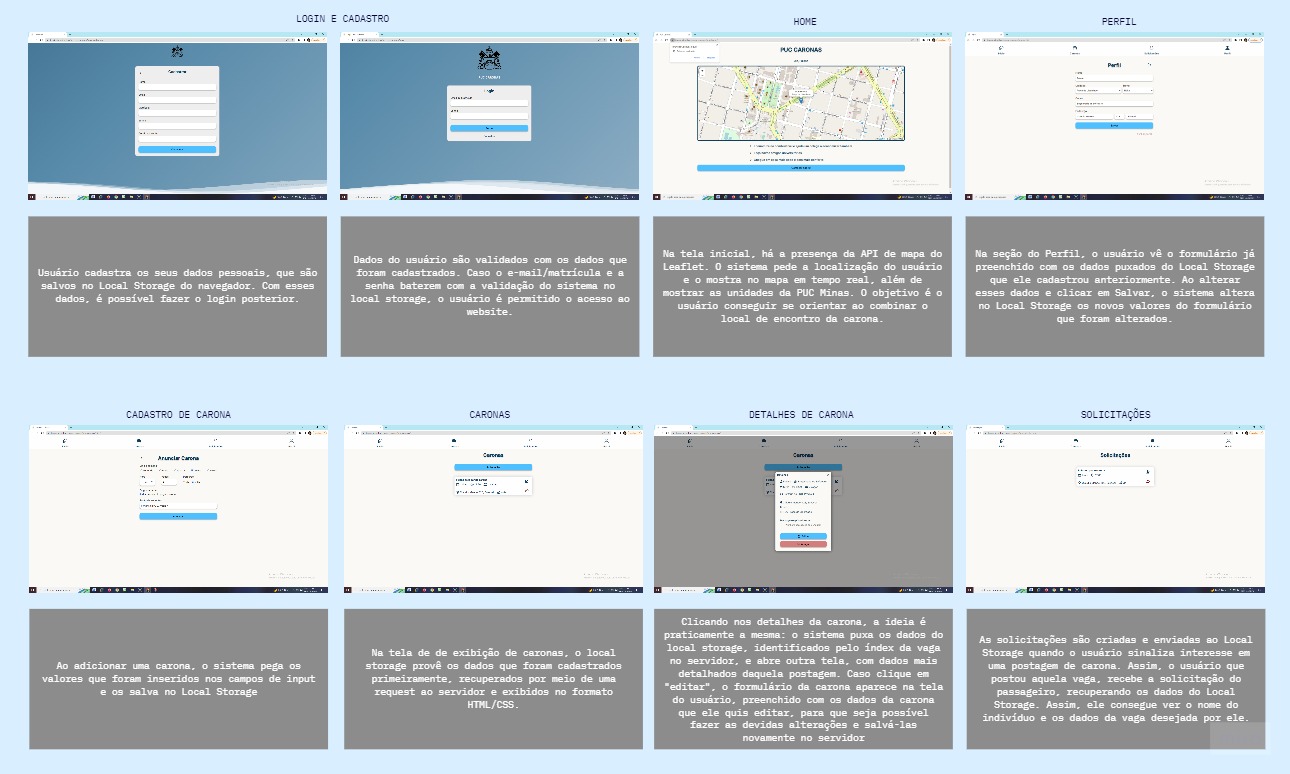 LOGIN E CADASTRO
HOME
PERFIL
Cadastro
PUC CARONAS
Login
PUC CARONAS
Perfil
Usuário cadastra os seus dados pessoais, que são
salvos no Local Storage do navegador. Com esses
dados, é possível fazer o login posterior.
Dados do usuário são validados com os dados que
foram cadastrados. Caso o e-mail/matrícula e a
senha baterem com a validação do sistema no
local storage, o usuário é permitido o acesso ao
website.
Na tela inicial, há a presença da API de mapa do
Leaflet. O sistema pede a localização do usuário
e o mostra no mapa em tempo real, além de
mostrar as unidades da PUC Minas. O objetivo é o
usuário conseguir se orientar ao combinar o
local de encontro da carona.
Na seção do Perfil, o usuário vê o formulário já
preenchido com os dados puxados do Local Storage
que ele cadastrou anteriormente. Ao alterar
esses dados e clicar em Salvar, o sistema altera
no Local Storage os novos valores do formulário
que foram alterados.
CADASTRO DE CARONA
CARONAS
DETALHES DE CARONA
SOLICITAÇÕES
Anunciar Carona
Caronas
Caronas
Solicitações
Ao adicionar uma carona, o sistema pega os
valores que foram inseridos nos campos de input
e os salva no Local Storage
Na tela de de exibição de caronas, o local
storage provê os dados que foram cadastrados
primeiramente, recuperados por meio de uma
request ao servidor e exibidos no formato
HTML/CSS.
Clicando nos detalhes da carona, a ideia é
praticamente a mesma: o sistema puxa os dados do
local storage, identificados pelo índex da vaga
no servidor, e abre outra tela, com dados mais
detalhados daquela postagem. Caso clique em
"editar", o formulário da carona aparece na tela
do usuário, preenchido com os dados da carona
que ele quis editar, para que seja possível
fazer as devidas alterações e salvá-las
novamente no servidor
As solicitações são criadas e enviadas ao Local
Storage quando o usuário sinaliza interesse em
uma postagem de carona. Assim, o usuário que
postou aquela vaga, recebe a solicitação do
passageiro, recuperando os dados do Local
Storage. Assim, ele consegue ver o nome do
indivíduo e os dados da vaga desejada por ele.